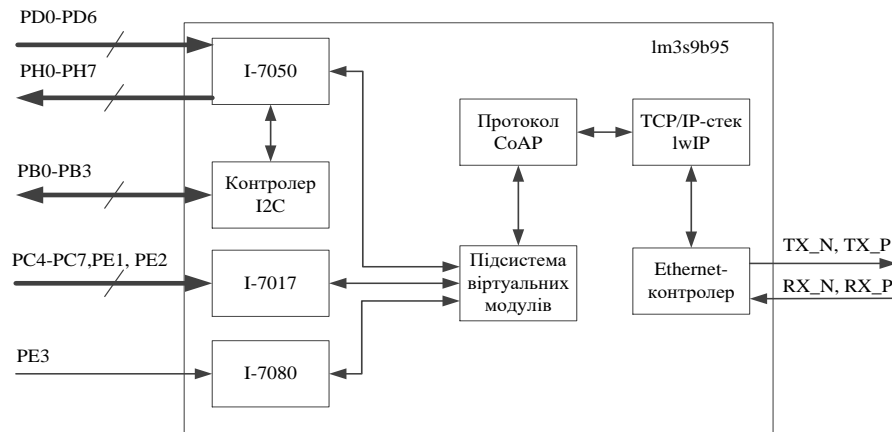 PD0-PD6
lm3s9b95
I-7050
PH0-PH7
Протокол
CoAP
TCP/IP-стек
lwIP
PB0-PB3
Контролер
I2C
PC4-PC7,PE1, PE2
I-7017
Підсистема
віртуальних
модулів
Ethernet-
контролер
TX_N, TX_P
RX_N, RX_P
PE3
I-7080